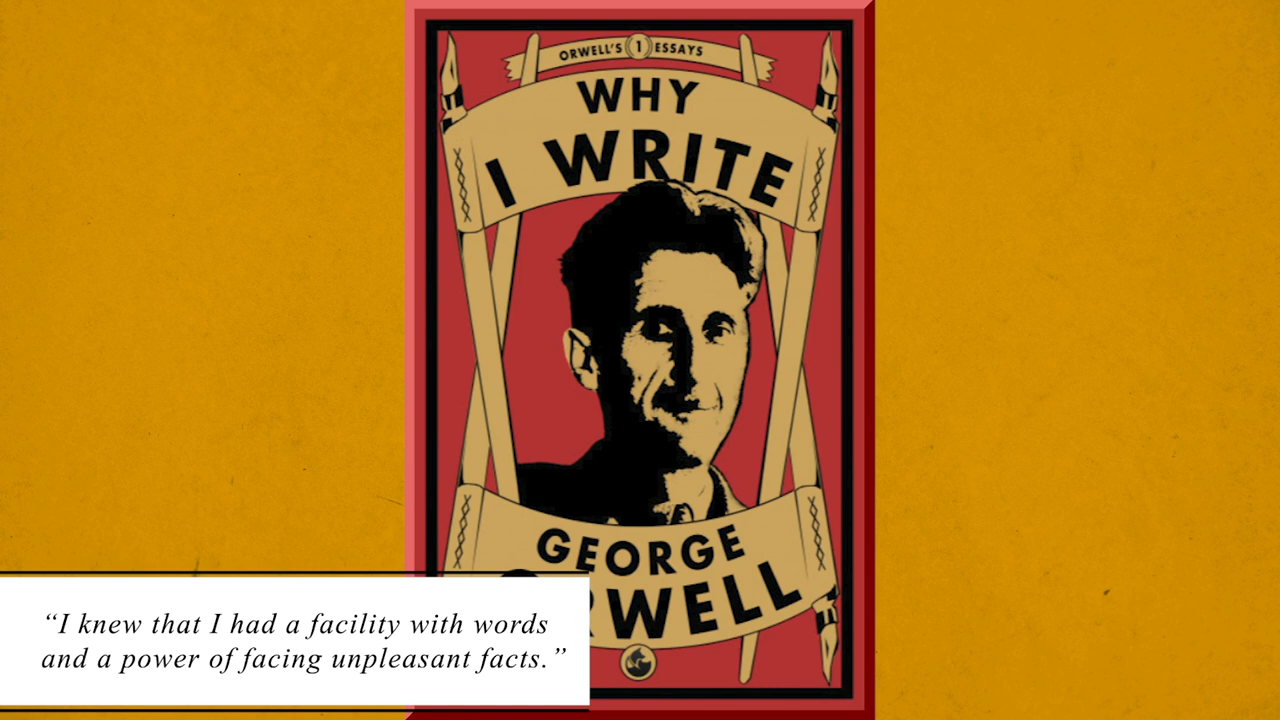 ORWELL'S 1 ESSAYS
WHY
I WRITE
GEORGE
RWELL
“I knew that I had a facility with words
and a power of facing unpleasant facts.”